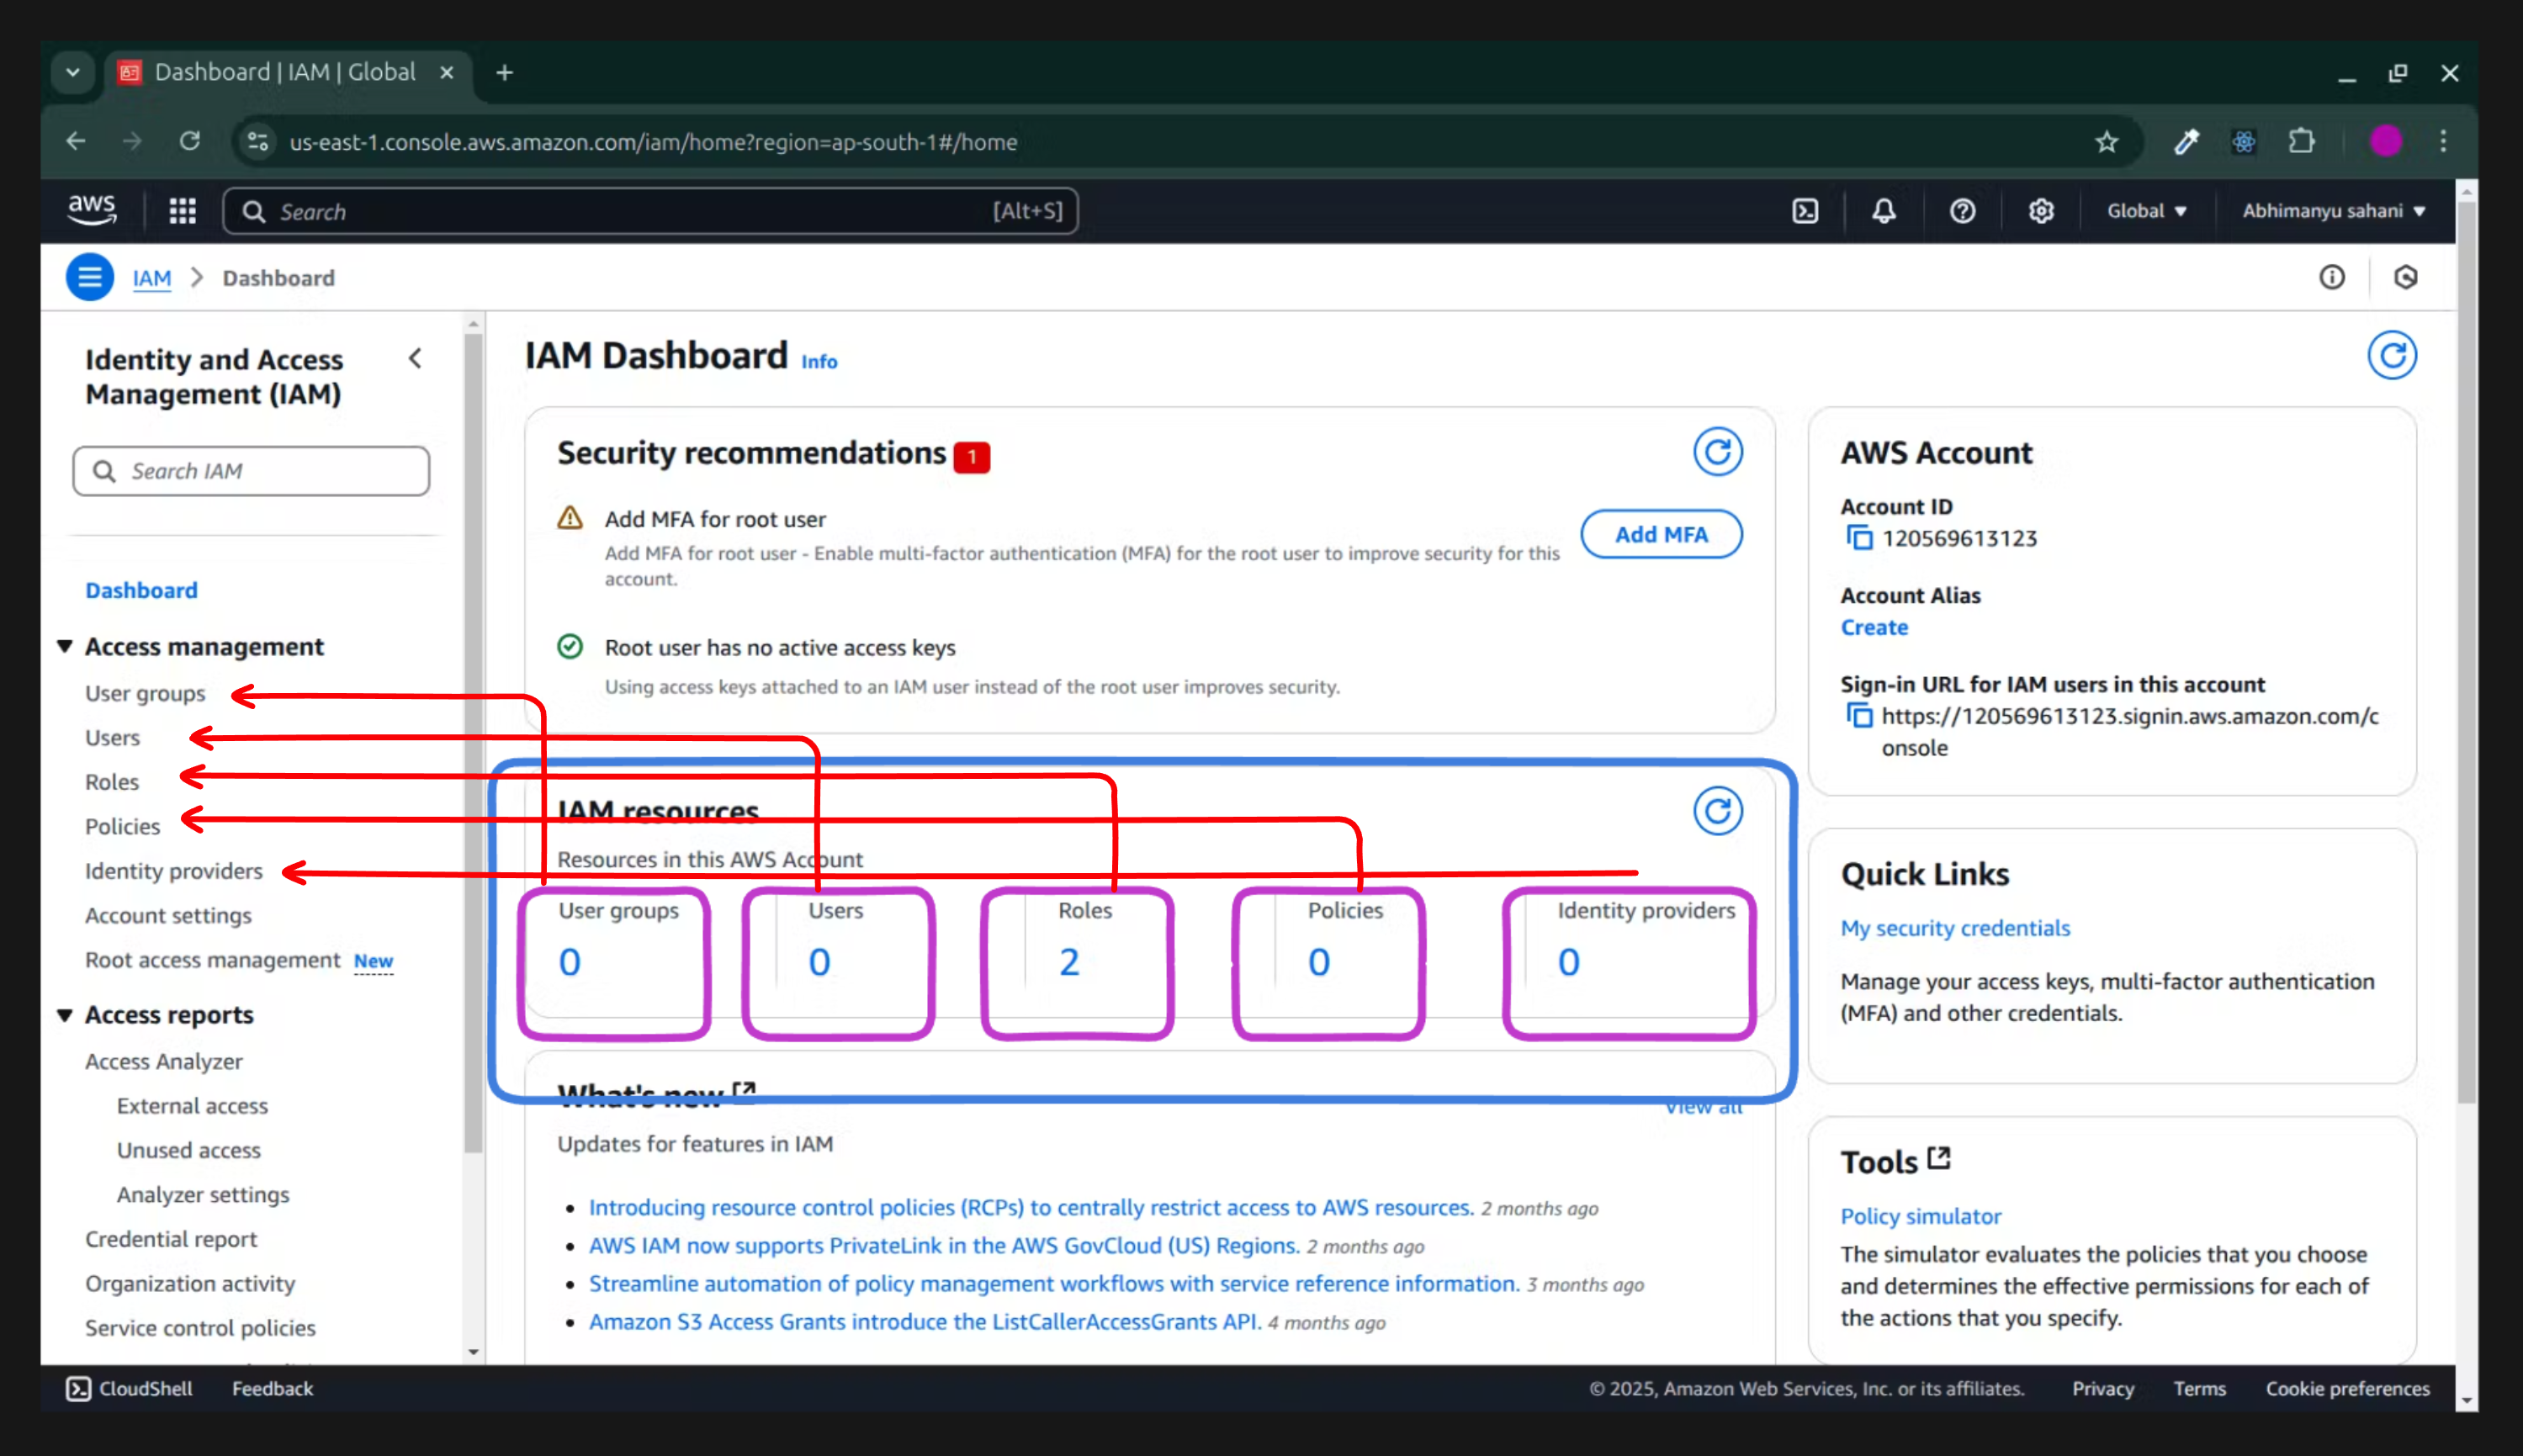 Dashboard | IAM | Global
us-east-1.console.aws.amazon.com/iam/home?region=ap-south-1#/home
aws
Search
[Alt+S]
Global
Abhimanyu sahani
IAM
Dashboard
Identity and Access
Management (IAM)
Search IAM
Dashboard
Access management
User groups
Users
Roles
Policies
Identity providers
Account settings
Root access management New
Access reports
Access Analyzer
External access
Unused access
Analyzer settings
Credential report
Organization activity
Service control policies
IAM Dashboard Info
Security recommendations 1
Add MFA for root user
Add MFA for root user - Enable multi-factor authentication (MFA) for the root user to improve security for this
account.
Add MFA
Root user has no active access keys
Using access keys attached to an IAM user instead of the root user improves security.
IAM resources
Resources in this AWS Account
User groups
0
Users
0
Roles
2
Policies
0
Identity providers
0
What's new
View all
Updates for features in IAM
Introducing resource control policies (RCPs) to centrally restrict access to AWS resources. 2 months ago
AWS IAM now supports PrivateLink in the AWS GovCloud (US) Regions. 2 months ago
Streamline automation of policy management workflows with service reference information. 3 months ago
Amazon S3 Access Grants introduce the ListCallerAccessGrants API. 4 months ago
AWS Account
Account ID
120569613123
Account Alias
Create
Sign-in URL for IAM users in this account
https://120569613123.signin.aws.amazon.com/c
onsole
Quick Links
My security credentials
Manage your access keys, multi-factor authentication
(MFA) and other credentials.
Tools
Policy simulator
The simulator evaluates the policies that you choose
and determines the effective permissions for each of
the actions that you specify.
CloudShell
Feedback
© 2025, Amazon Web Services, Inc. or its affiliates.
Privacy
Terms
Cookie preferences